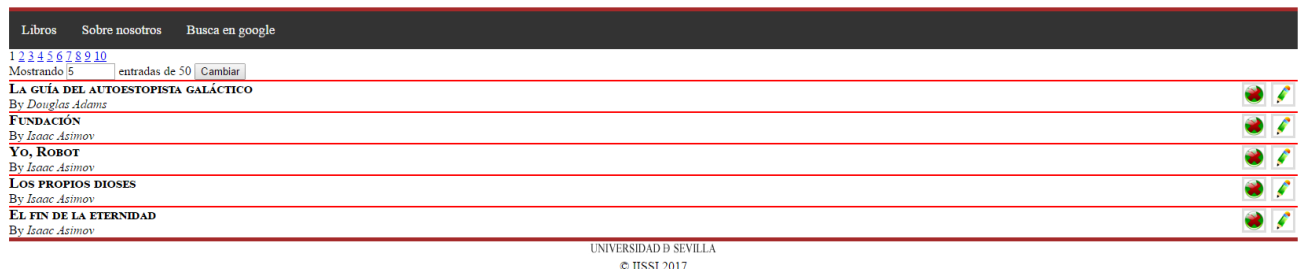 Libros Sobre nosotros Busca en google
1 2 3 4 5 6 7 8 9 10
Mostrando 5 entradas de 50 Cambiar
LA GUÍA DEL AUTOESTOPISTA GALÁCTICO
By Douglas Adams
FUNDACIÓN
By Isaac Asimov
YO, ROBOT
By Isaac Asimov
LOS PROPIOS DIOSES
By Isaac Asimov
EL FIN DE LA ETERNIDAD
By Isaac Asimov
UNIVERSIDAD Ð SEVILLA
© IISSI 2017